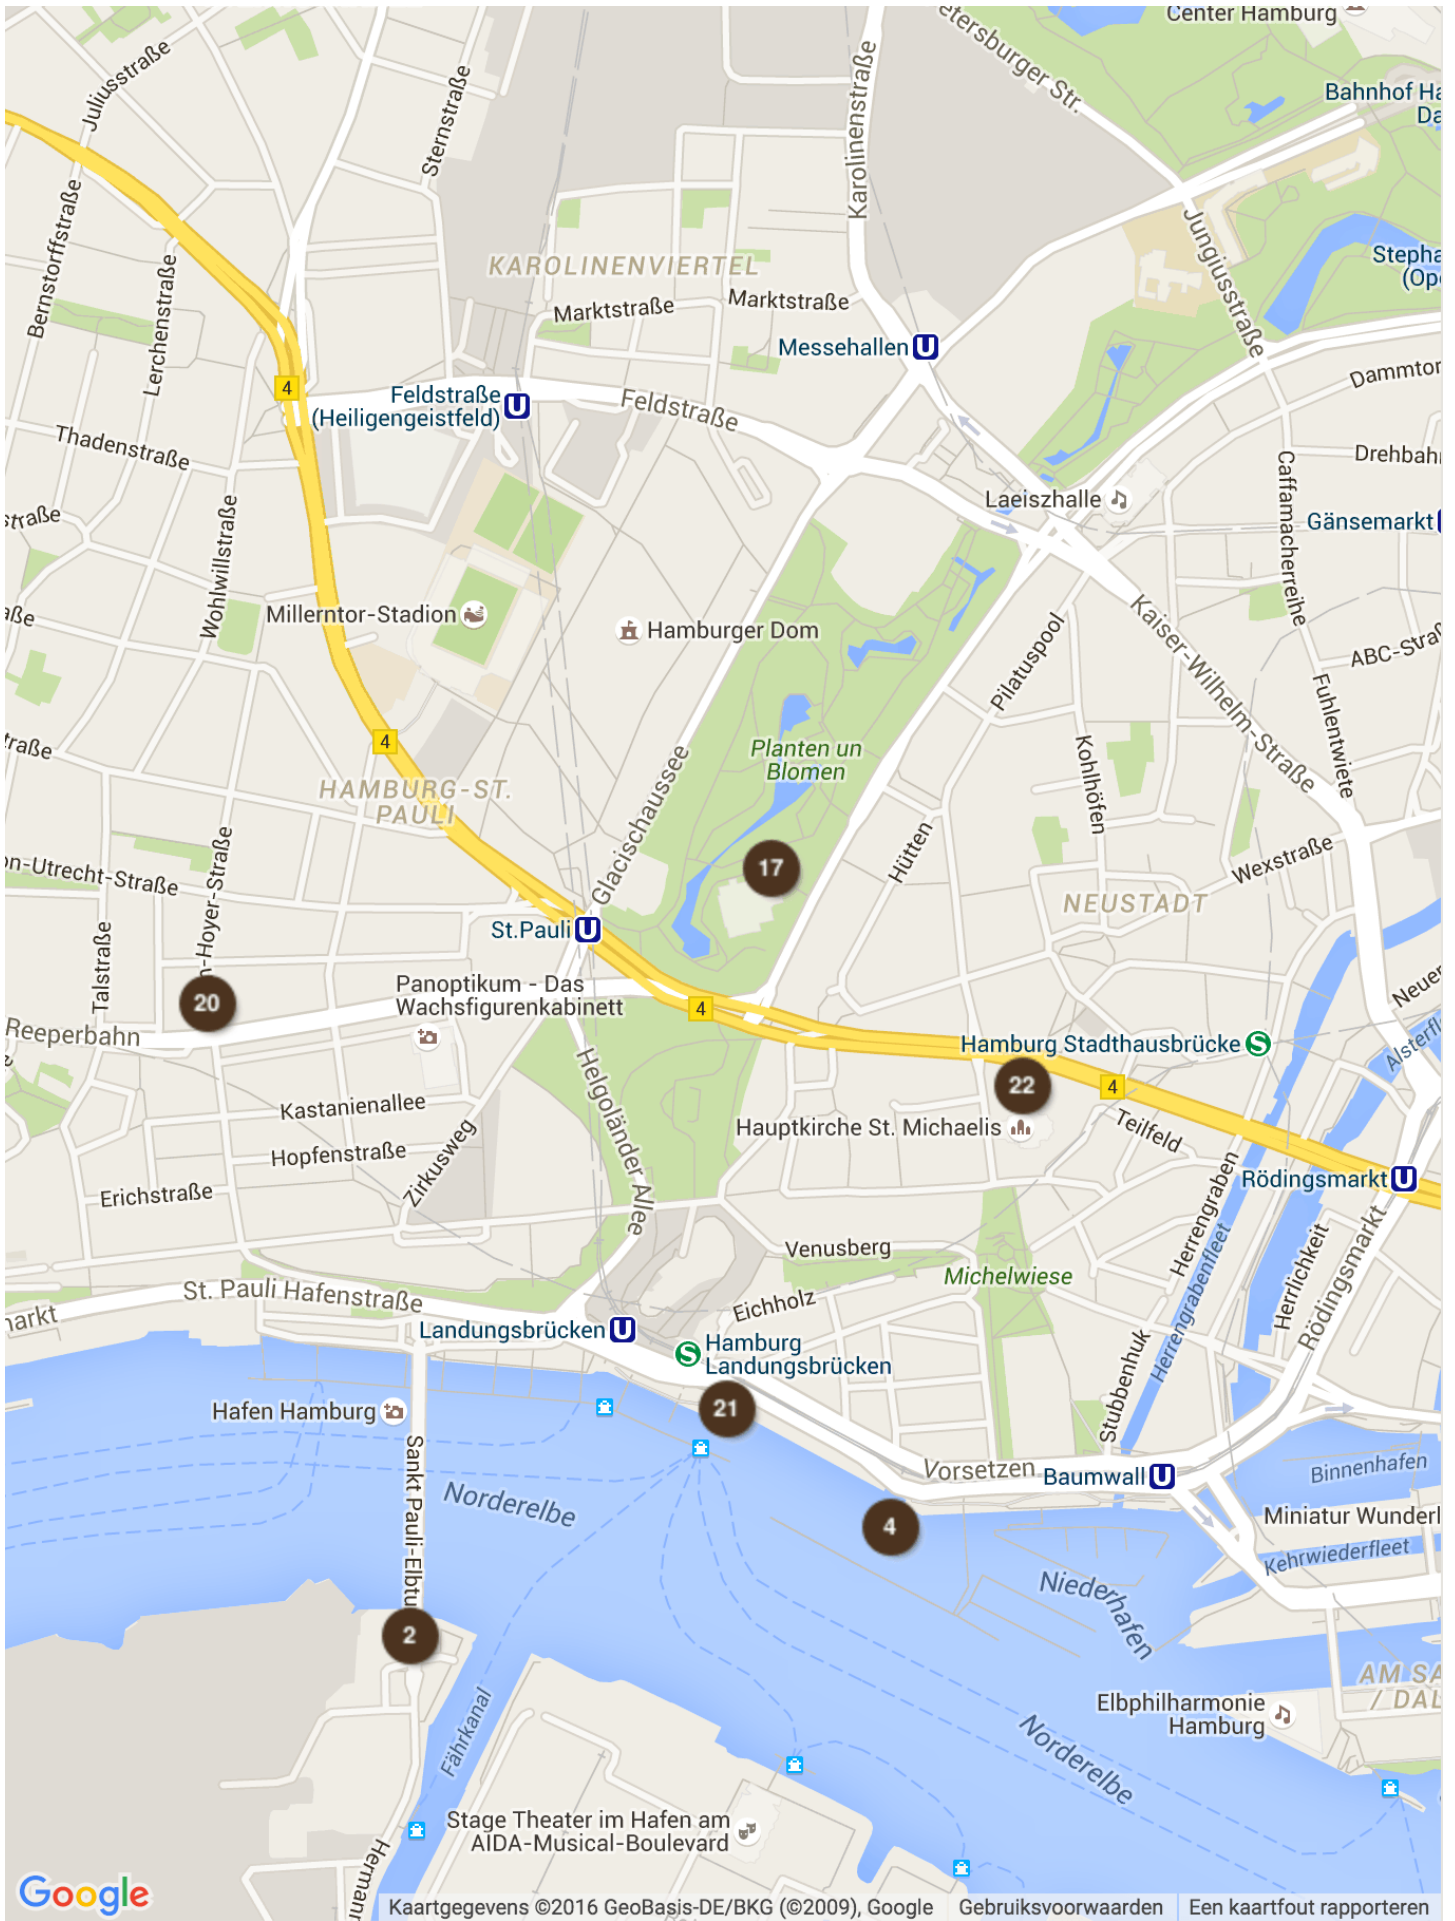 Center Hamburg
etersburger Str.
Juliusstraße
Sternstraße
Karolinenstraße
Bahnhof Ha
Da
Bernstorffstraße
Lerchenstraße
KAROLINENVIERTEL
Jungiusstraße
Stepha
(Ope
Marktstraße
Marktstraße
Messehallen U
4
Feldstraße
(Heiligengeistfeld) U
Feldstraße
Dammtor
Thadenstraße
Drehbahn
Caffamacherreihe
Laeiszhalle
Gänsemarkt
straße
Wohlwillstraße
aße
Millerntor-Stadion
Hamburger Dom
Pilatuspool
Kaiser-Wilhelm-Straße
ABC-Straß
Fuhlentwiete
traße
4
Glacischaussee
Planten un
Blomen
Kohlhöfen
HAMBURG-ST.
PAULI
Hütten
Wexstraße
on-Utrecht-Straße
n-Hoyer-Straße
17
NEUSTADT
Talstraße
St.Pauli U
20
Panoptikum - Das
Wachsfigurenkabinett
4
Neuer
Reeperbahn
Hamburg Stadthausbrücke S
Alsterfl
Helgoländer Allee
22
4
Kastanienallee
Hauptkirche St. Michaelis
Teilfeld
Zirkusweg
Hopfenstraße
Erichstraße
Herrengraben
Rödingsmarkt U
Venusberg
Michelwiese
Herrengrabenfleet
Herrlichkeit
Rödingsmarkt
St. Pauli Hafenstraße
Eichholz
markt
Landungsbrücken U
S Hamburg
Landungsbrücken
Stubbenhuk
Hafen Hamburg
21
Sankt Pauli-Elbtu
Norderelbe
Vorsetzen
Baumwall U
Binnenhafen
Miniatur Wunderl
4
Kehrwiederfleet
Niederhafen
2
AM SA
/ DAL
Elbphilharmonie
Hamburg
Fährkanal
Norderelbe
Stage Theater im Hafen am
AIDA-Musical-Boulevard
Hermann
Google
Kaartgegevens ©2016 GeoBasis-DE/BKG (©2009), Google
Gebruiksvoorwaarden
Een kaartfout rapporteren